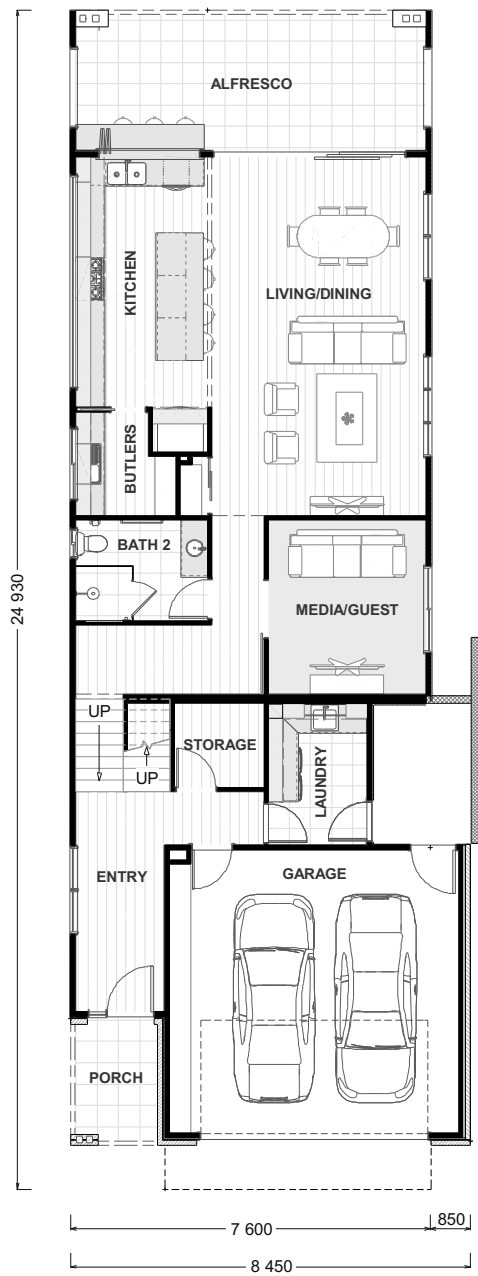 ALFRESCO
KITCHEN
LIVING/DINING
BUTLERS
BATH 2
MEDIA/GUEST
24 930
UP
UP
STORAGE
LAUNDRY
ENTRY
GARAGE
PORCH
7 600
850
8 450